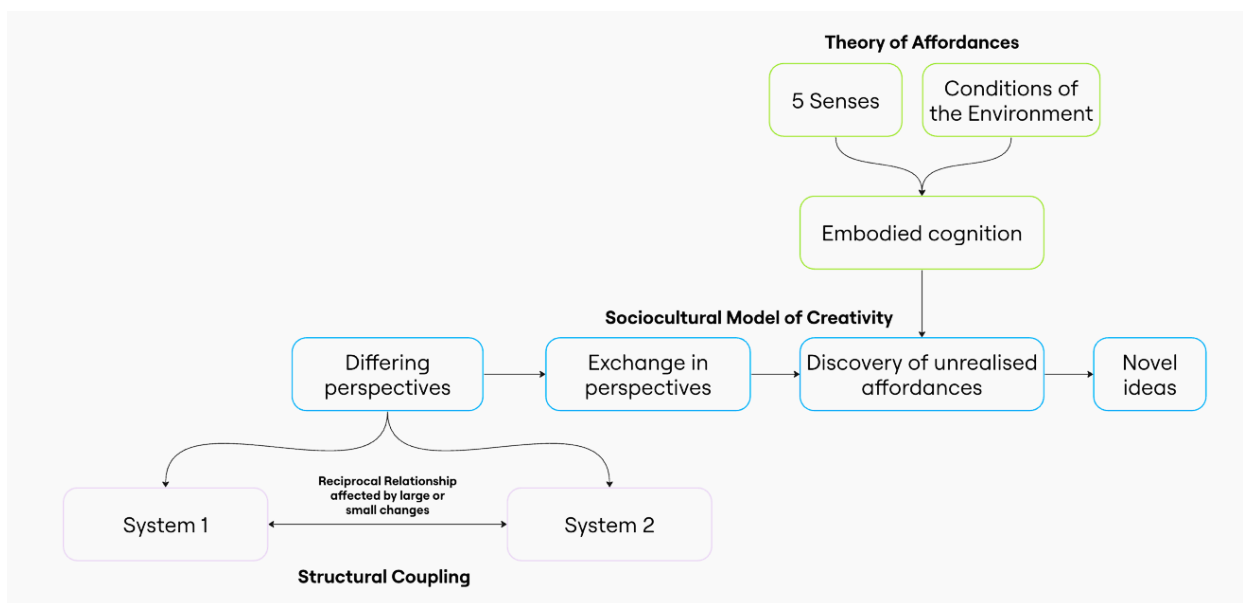 Theory of Affordances
5 Senses
Conditions of
the Environment
Embodied cognition
Sociocultural Model of Creativity
Differing
perspectives
Exchange in
perspectives
Discovery of unrealised
affordances
Novel
ideas
Reciprocal Relationship
affected by large or
small changes
System 1
System 2
Structural Coupling